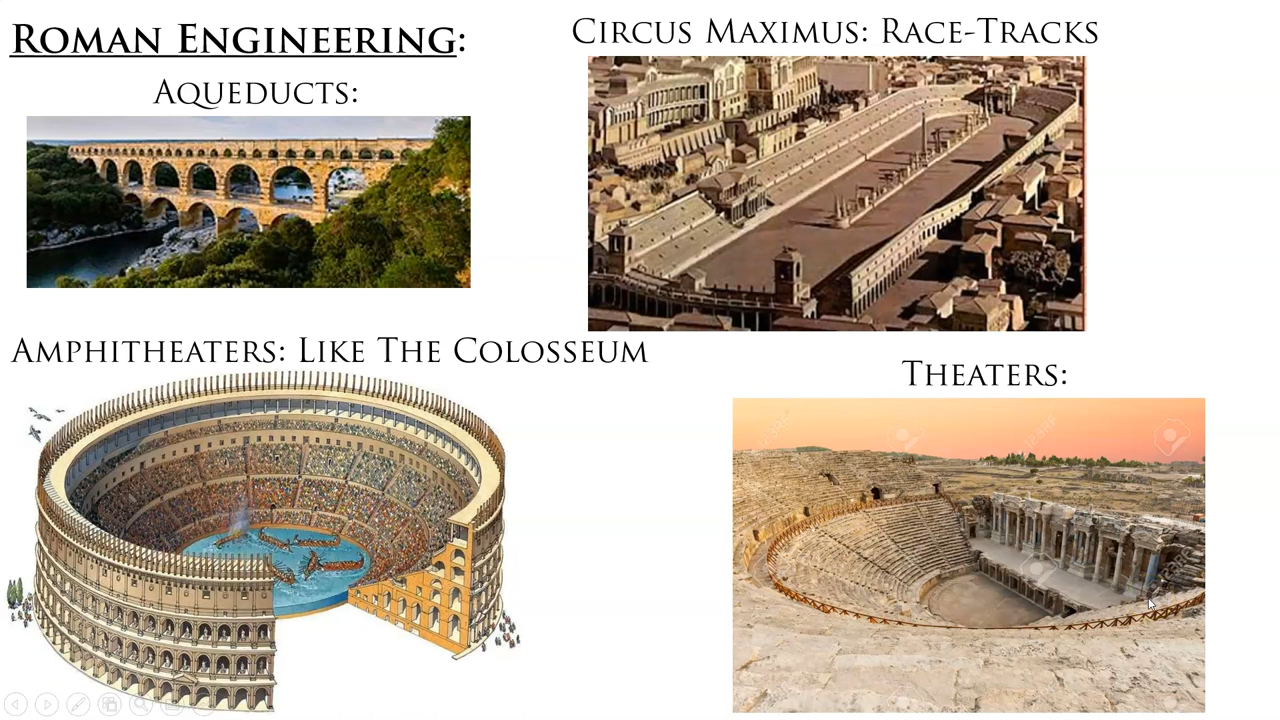 Roman Engineering:
Circus Maximus: Race-Tracks
Aqueducts:
Amphitheaters: Like The Colosseum
Theaters: